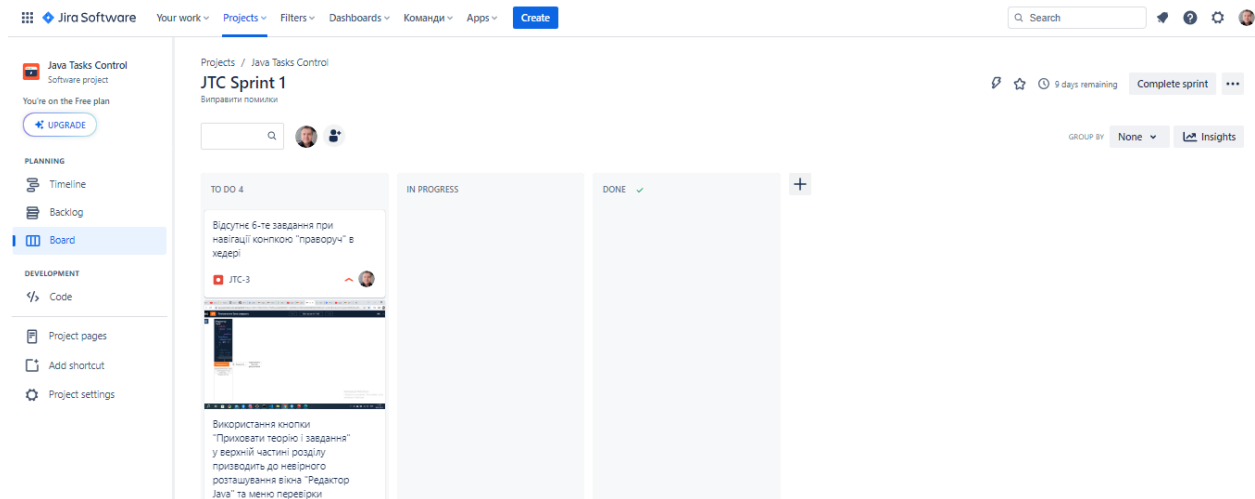 Jira Software
Your work
Projects
Filters
Dashboards
Команди
Apps
Create
Search
Java Tasks Control
Software project
You're on the Free plan
UPGRADE
PLANNING
Timeline
Backlog
Board
DEVELOPMENT
Code
Project pages
Add shortcut
Project settings
Projects / Java Tasks Control
JTC Sprint 1
Виправити помилки
9 days remaining
Complete sprint
GROUP BY
None
Insights
TO DO 4
IN PROGRESS
DONE
Відсутнє 6-те завдання при
навігації конпкою "праворуч" в
хедері
JTC-3
Використання кнопки
"Приховати теорію і завдання"
у верхній частині розділу
призводить до невірного
розташування вікна "Редактор
Java" та меню перевірки